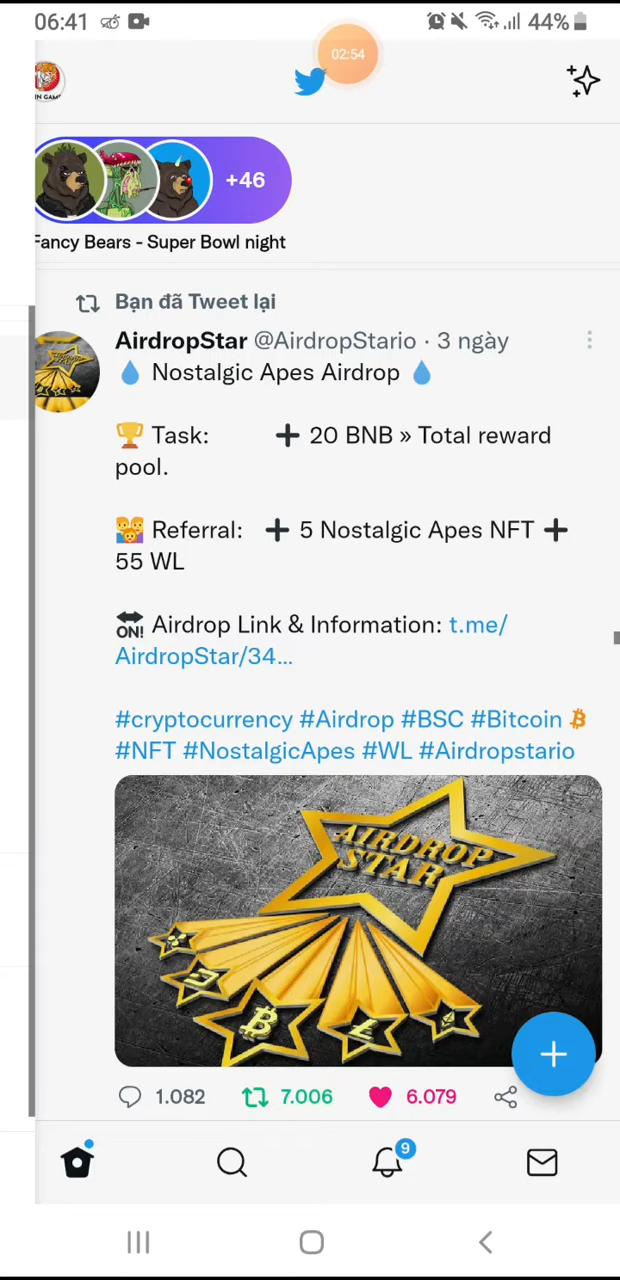 06:41
44%
02:54
+46
Fancy Bears - Super Bowl night
Bạn đã Tweet lại
AirdropStar @AirdropStario · 3 ngày
💧 Nostalgic Apes Airdrop 💧
🏆 Task: ➕ 20 BNB » Total reward
pool.
Referral: ➕ 5 Nostalgic Apes NFT ➕
55 WL
🔛 Airdrop Link & Information: t.me/
AirdropStar/34...
#cryptocurrency #Airdrop #BSC #Bitcoin
#NFT #NostalgicApes #WL #Airdropstario
AIRDROP
STAR
1.082
7.006
6.079
9